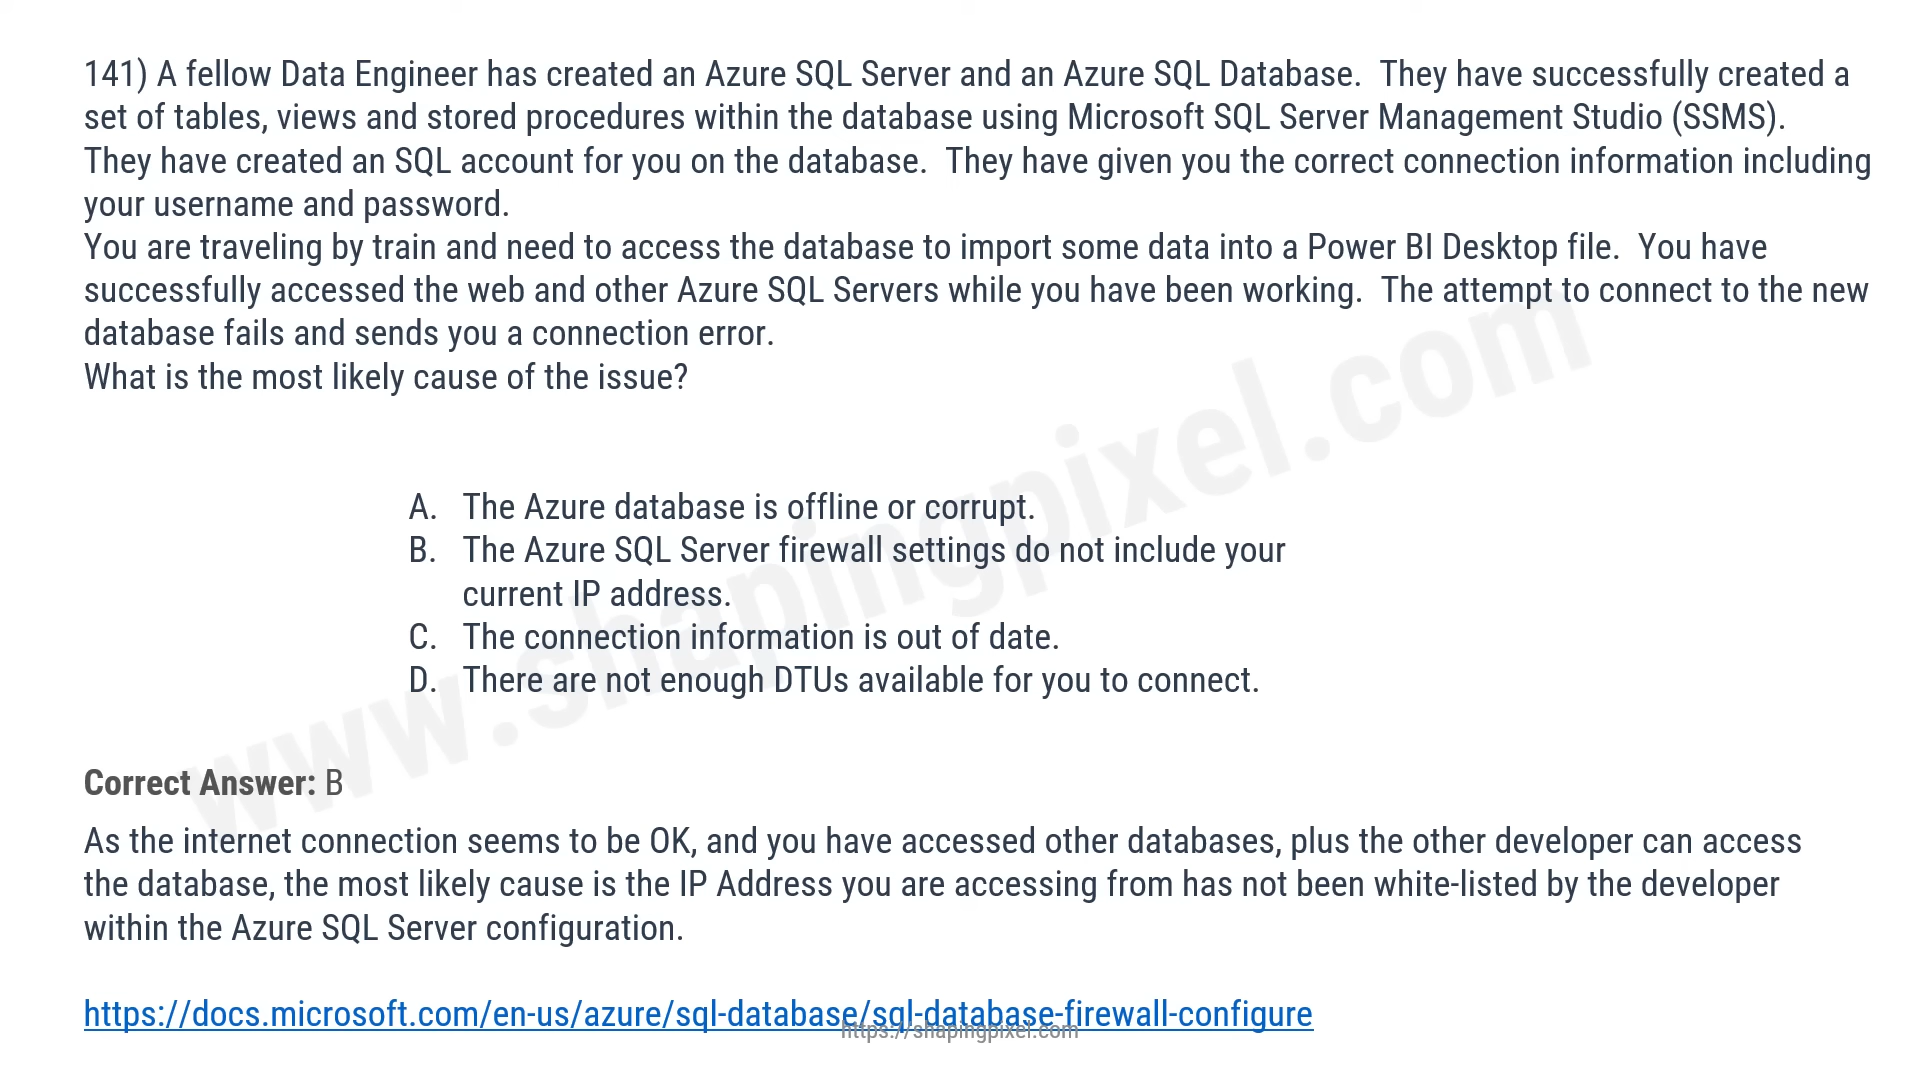 141) A fellow Data Engineer has created an Azure SQL Server and an Azure SQL Database.  They have successfully created a
set of tables, views and stored procedures within the database using Microsoft SQL Server Management Studio (SSMS).
They have created an SQL account for you on the database.  They have given you the correct connection information including
your username and password.
You are traveling by train and need to access the database to import some data into a Power BI Desktop file.  You have
successfully accessed the web and other Azure SQL Servers while you have been working.  The attempt to connect to the new
database fails and sends you a connection error.
What is the most likely cause of the issue?
A. The Azure database is offline or corrupt.
B. The Azure SQL Server firewall settings do not include your
current IP address.
C. The connection information is out of date.
D. There are not enough DTUs available for you to connect.
www.shapingpixel.com
Correct Answer: B
As the internet connection seems to be OK, and you have accessed other databases, plus the other developer can access
the database, the most likely cause is the IP Address you are accessing from has not been white-listed by the developer
within the Azure SQL Server configuration.
https://docs.microsoft.com/en-us/azure/sql-database/sql-database-firewall-configure
https://shapingpixel.com